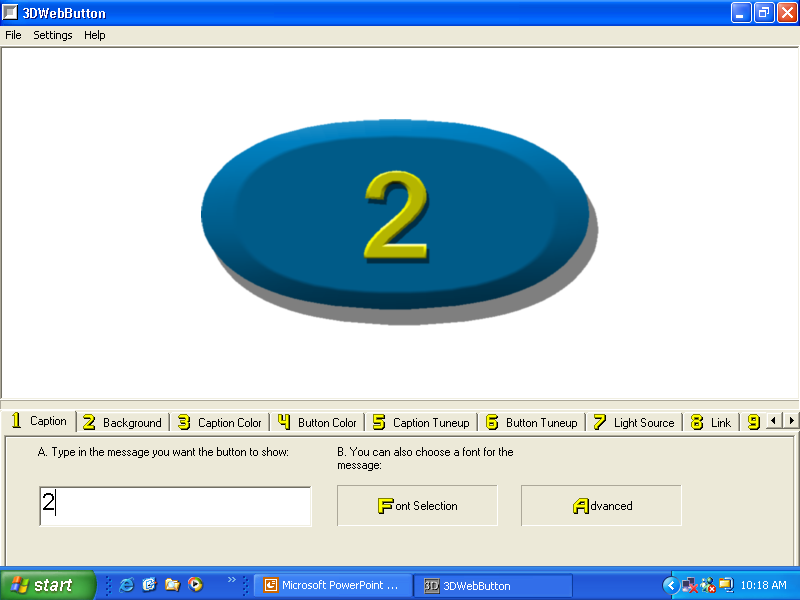 3DWebButton
File Settings Help
2
1 Caption 2 Background 3 Caption Color 4 Button Color 5 Caption Tuneup 6 Button Tuneup 7 Light Source 8 Link 9
A. Type in the message you want the button to show:
B. You can also choose a font for the
message:
2
Font Selection
Advanced
start
»
Microsoft PowerPoint ...
3D 3DWebButton
10:18 AM